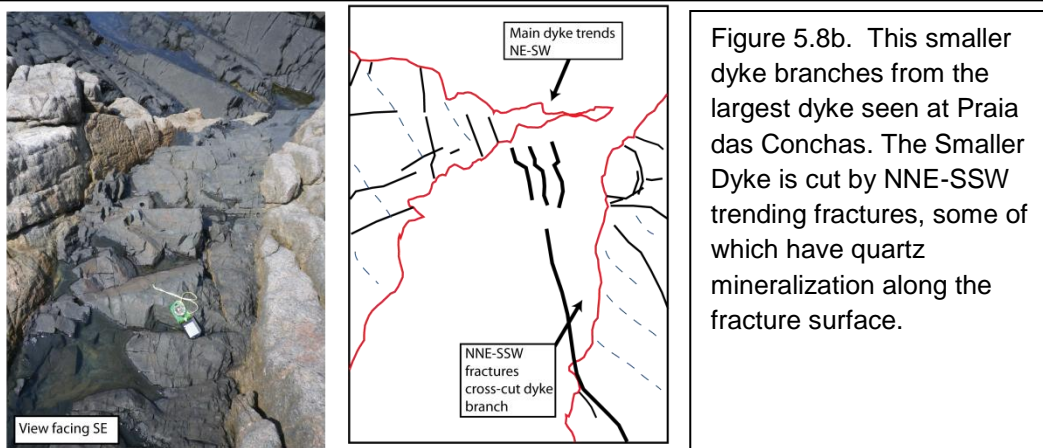 View facing SE
Main dyke trends
NE-SW
NNE-SSW
fractures
cross-cut dyke
branch
Figure 5.8b.  This smaller
dyke branches from the
largest dyke seen at Praia
das Conchas. The Smaller
Dyke is cut by NNE-SSW
trending fractures, some of
which have quartz
mineralization along the
fracture surface.